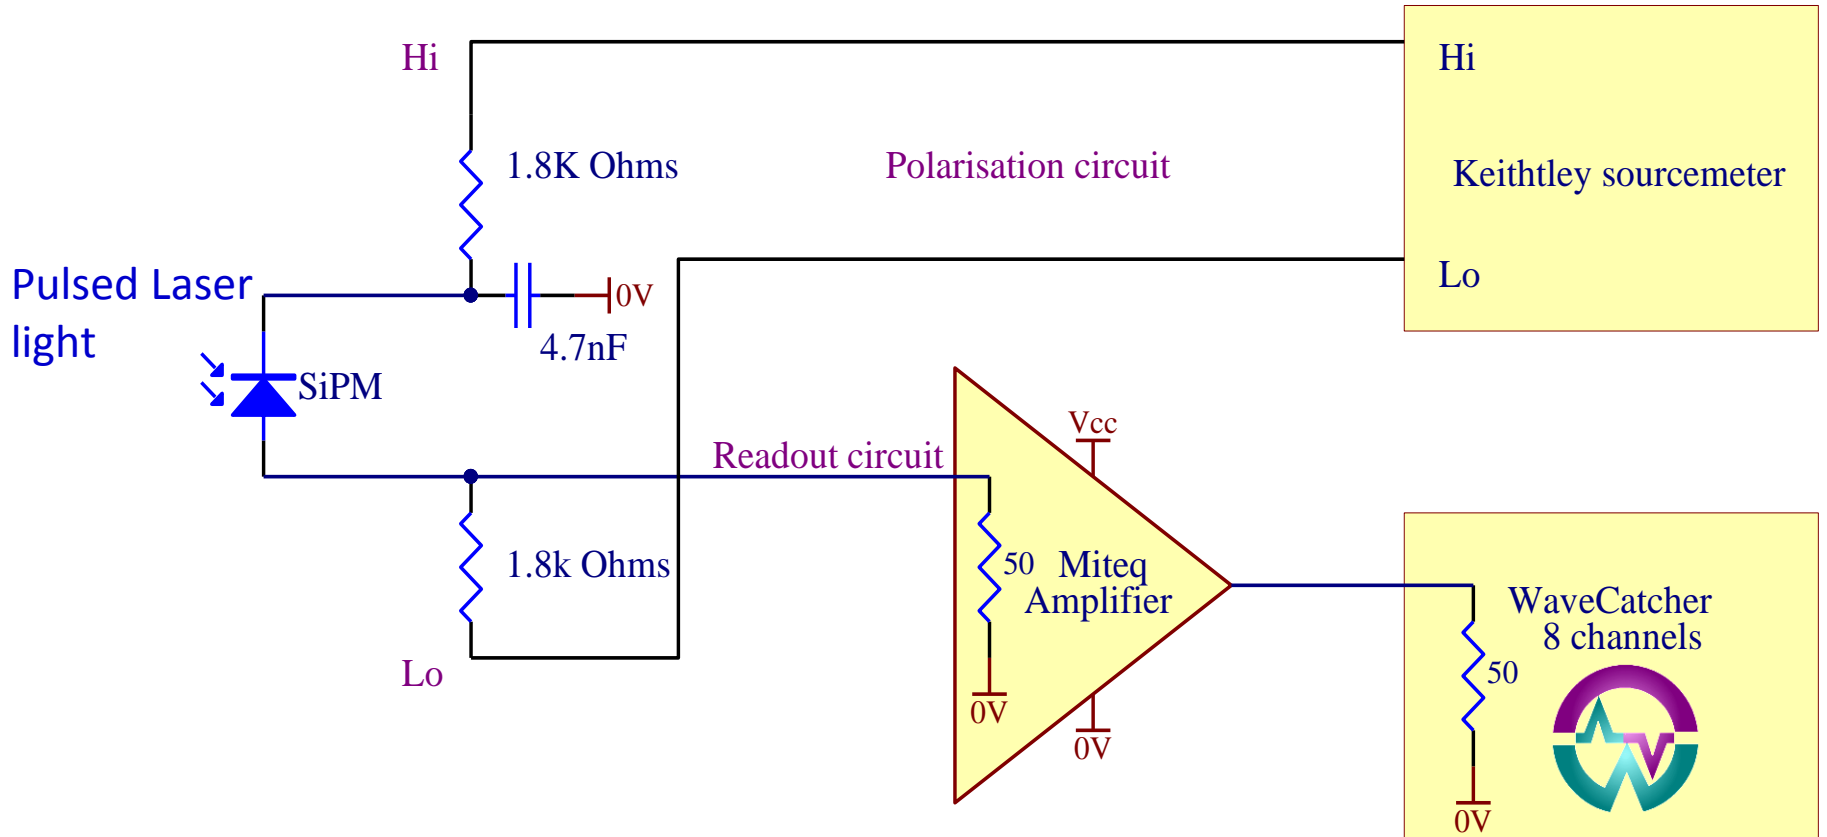 Hi
Hi
1.8K Ohms
Polarisation circuit
Keithtley sourcemeter
Lo
Pulsed Laser
light
0V
4.7nF
SiPM
Vcc
Readout circuit
1.8k Ohms
50
Miteq
Amplifier
WaveCatcher
8 channels
50
Lo
0V
0V
0V